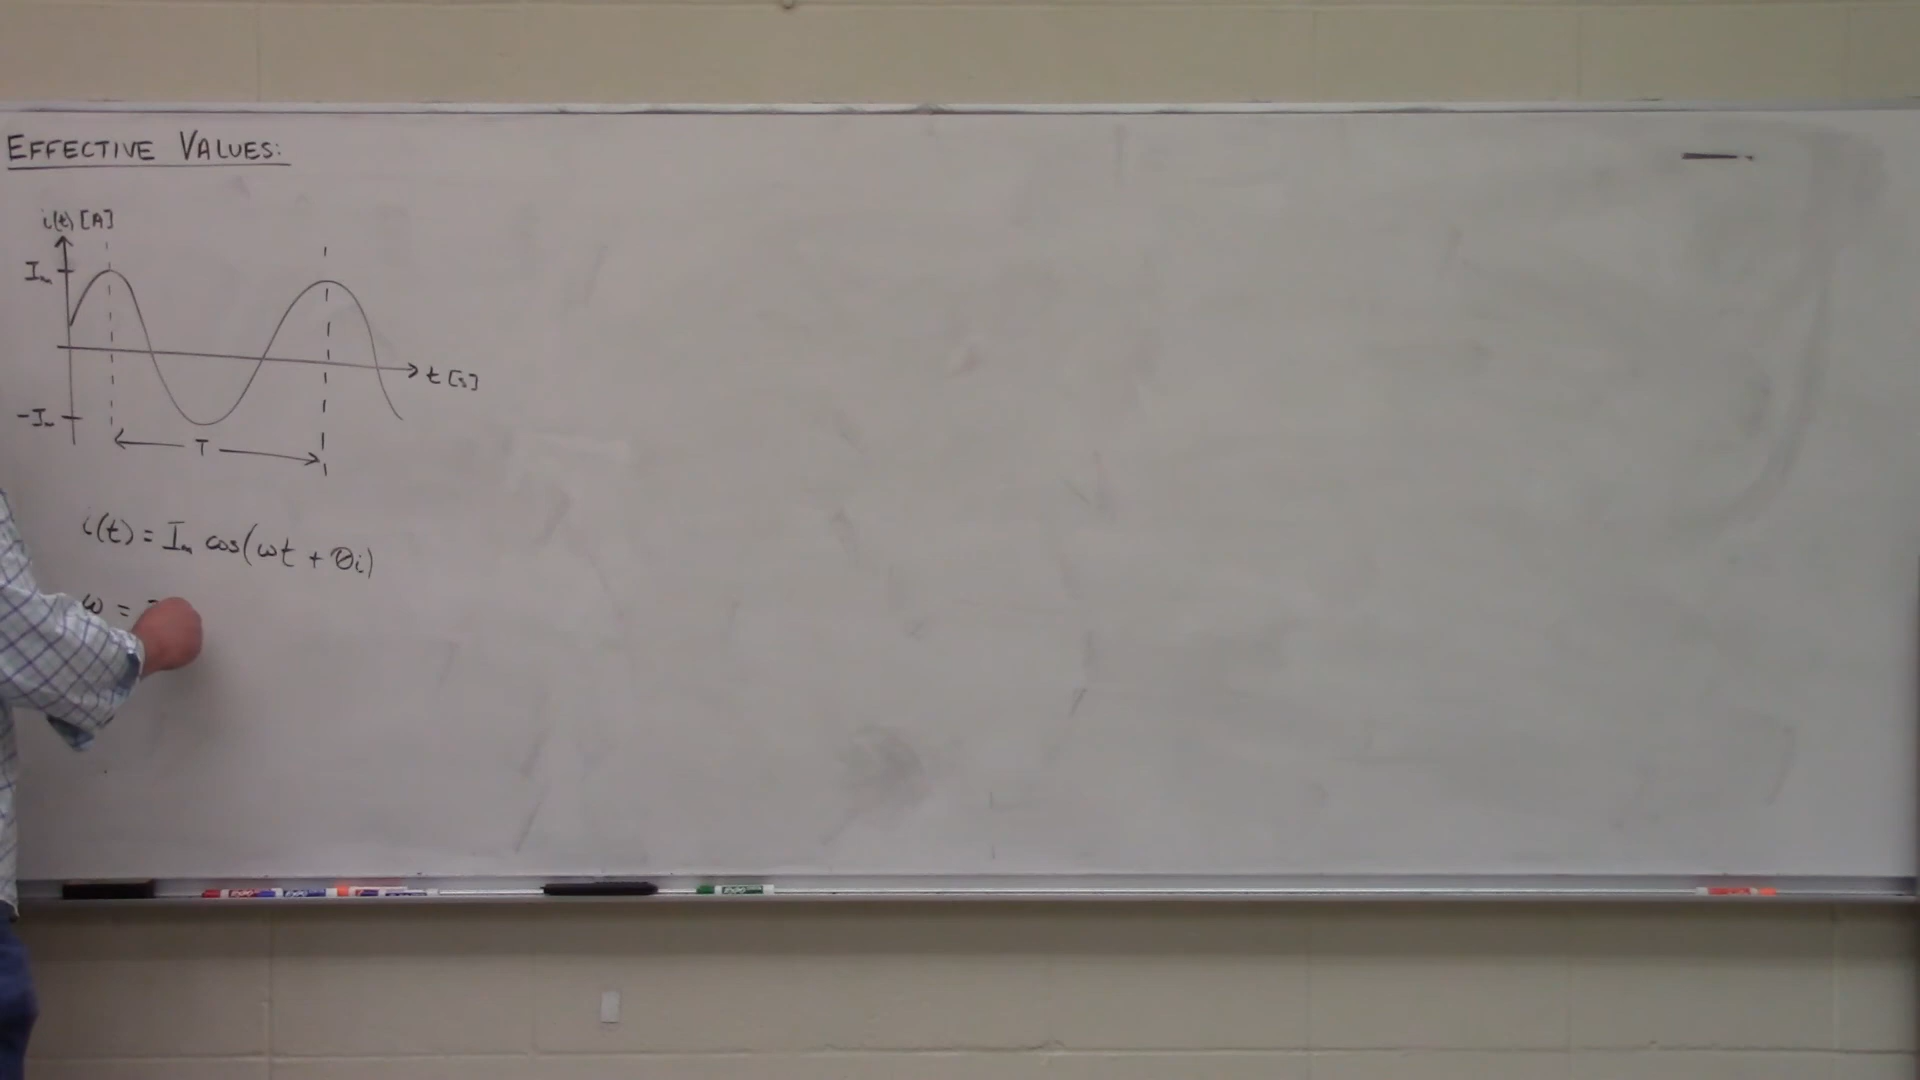 EFFECTIVE VALUES:
i(t) [A]
Im
t [s]
-Im
T
i(t) = Im cos(ωt + θi)
ω =